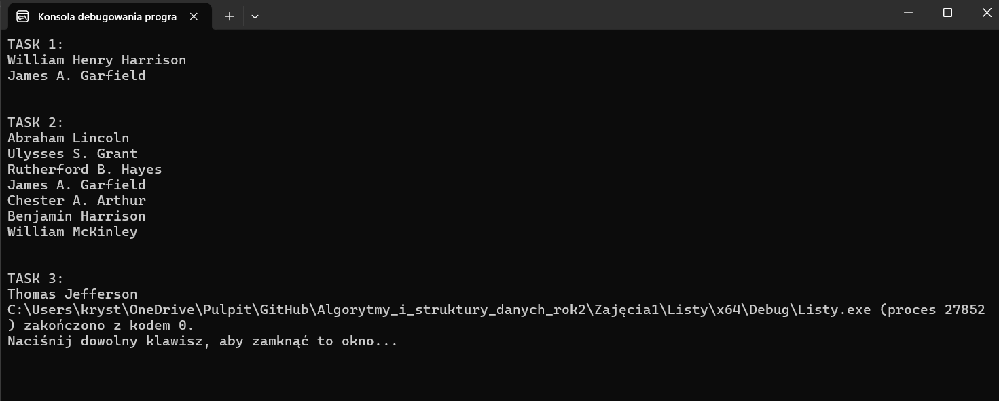 Konsola debugowania progra
TASK 1:
William Henry Harrison
James A. Garfield
TASK 2:
Abraham Lincoln
Ulysses S. Grant
Rutherford B. Hayes
James A. Garfield
Chester A. Arthur
Benjamin Harrison
William McKinley
TASK 3:
Thomas Jefferson
C:\Users\kryst\OneDrive\Pulpit\GitHub\Algorytmy_i_struktury_danych_rok2\Zajęcia1\Listy\x64\Debug\Listy.exe (proces 27852
) zakończono z kodem 0.
Naciśnij dowolny klawisz, aby zamknąć to okno...